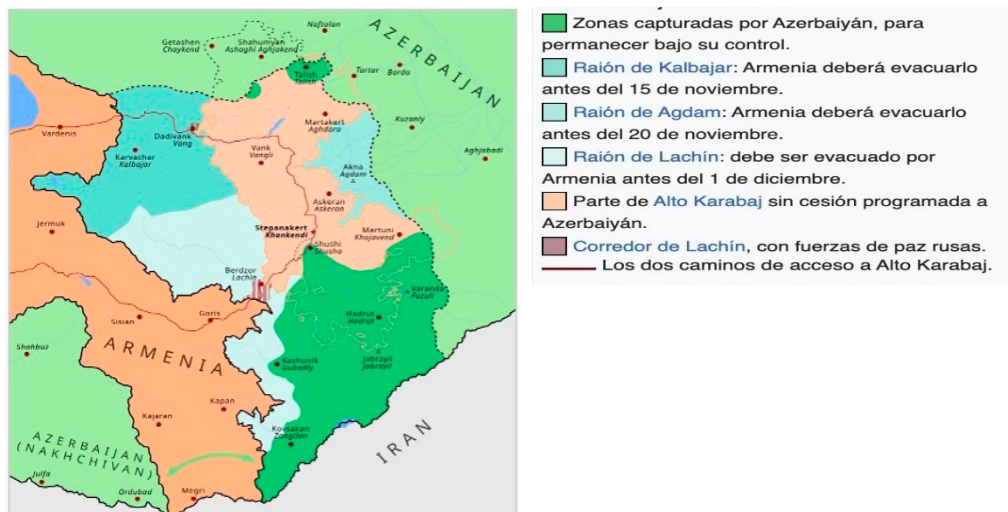 Naftalan
Getashen
Chaykend
Shahumyan
Ashaghi Aghjakend
AZERBAIJAN
Talish
Talish
Tartar
Barda
Vardenis
Dadivank
Vang
Martakert
Aghdara
Kuranly
Karvachar
Kalbajar
Vank
Vangli
Akna
Agdam
Aghjabadi
Askeran
Askeron
Jermuk
Stepanakert
Khankendi
Martuni
Khojavend
Shushi
Shusha
Berdzor
Lachin
Varanda
Fuzuli
Sisian
Goris
Hadrut
Hadrut
Shahbuz
ARMENIA
Kashunik
Gubadly
Jabrayil
Jabrayil
Kajaran
Kapan
Kovsakan
Zangilan
IRAN
AZERBAIJAN
(NAKHCHIVAN)
Julfa
Ordubad
Megri
Zonas capturadas por Azerbaiyán, para
permanecer bajo su control.
Raión de Kalbajar: Armenia deberá evacuarlo
antes del 15 de noviembre.
Raión de Agdam: Armenia deberá evacuarlo
antes del 20 de noviembre.
Raión de Lachín: debe ser evacuado por
Armenia antes del 1 de diciembre.
Parte de Alto Karabaj sin cesión programada a
Azerbaiyán.
Corredor de Lachín, con fuerzas de paz rusas.
Los dos caminos de acceso a Alto Karabaj.